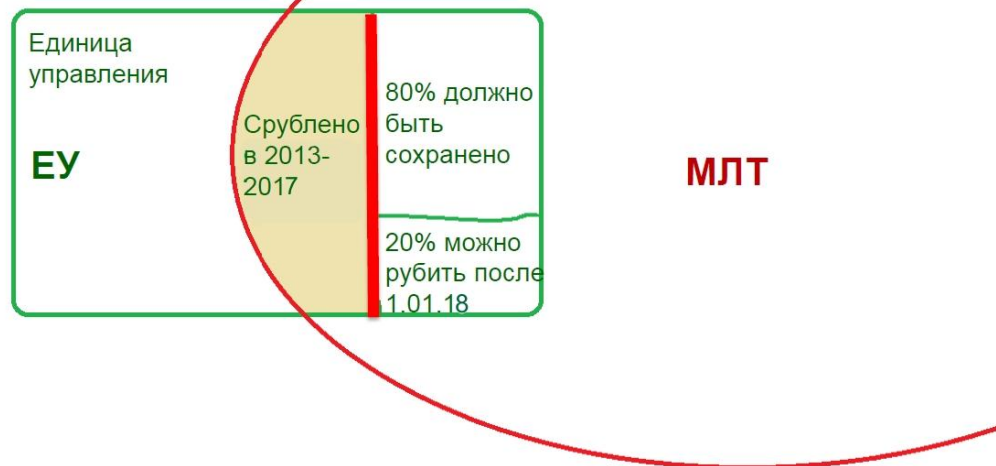 Единица
управления
ЕУ
Срублено
в 2013-
2017
80% должно
быть
сохранено
20% можно
рубить после
1.01.18
МЛТ